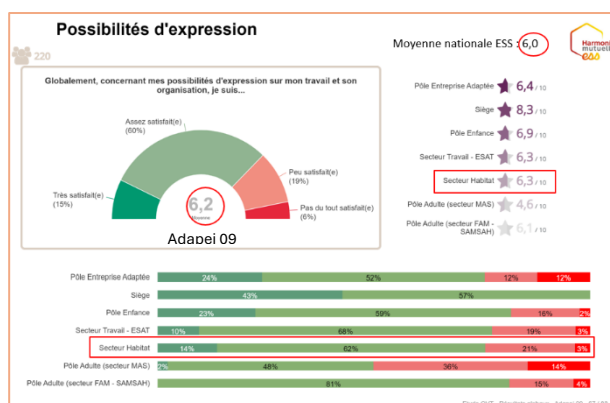 Possibilités d'expression
Moyenne nationale ESS : 6,0
Harmonie
mutuelle
220
Globalement, concernant mes possibilités d'expression sur mon travail et son
organisation, je suis...
Assez satisfait(e)
(60%)
Peu satisfait(e)
(19%)
Très satisfait(e)
(15%)
Pas du tout satisfait(e)
(6%)
6,2
Moyenne
Adapei 09
Pôle Entreprise Adaptée 6,4 / 10
Siège 8,3 / 10
Pôle Enfance 6,9 / 10
Secteur Travail - ESAT 6,3 / 10
Secteur Habitat 6,3 / 10
Pôle Adulte (secteur MAS) 4,6 / 10
Pôle Adulte (secteur FAM -
SAMSAH) 6,1 / 10
Pôle Entreprise Adaptée 24% 52% 12% 12%
Siège 43% 57%
Pôle Enfance 23% 59% 16% 2%
Secteur Travail - ESAT 10% 68% 19% 3%
Secteur Habitat 14% 62% 21% 3%
Pôle Adulte (secteur MAS) 2% 48% 36% 14%
Pôle Adulte (secteur FAM - SAMSAH) 81% 15% 4%